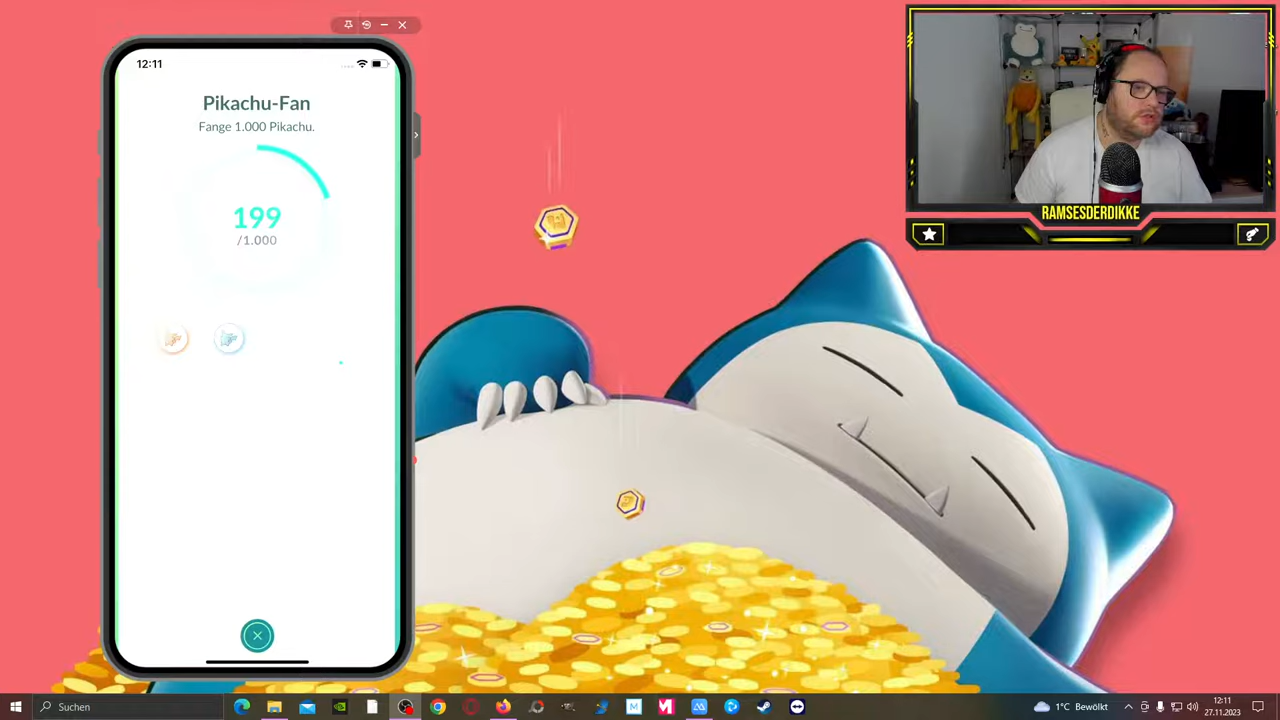 12:11
Pikachu-Fan
Fange 1.000 Pikachu.
199
/1.000
RAMSESDERDIKKE
Suchen
1°C Bewölkt
12:11
27.11.2023